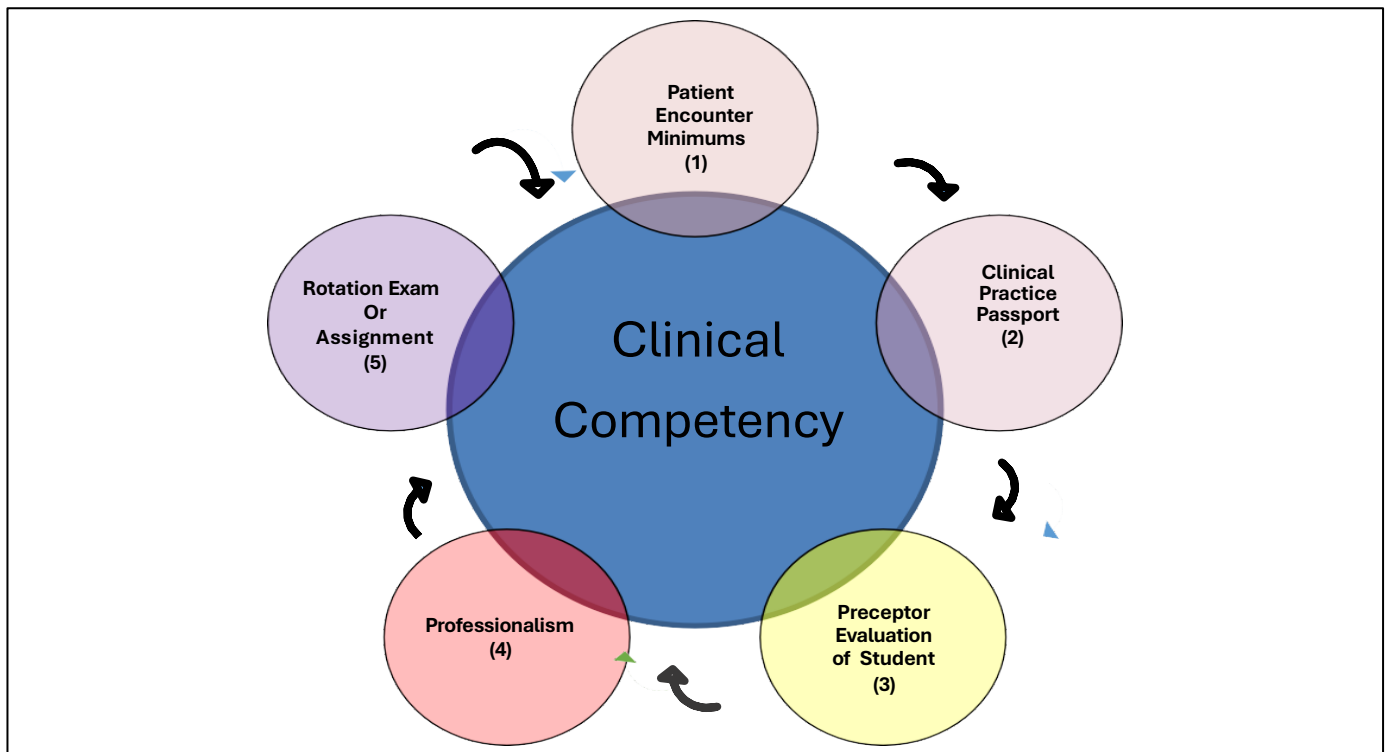 Patient
Encounter
Minimums
(1)
Clinical
Practice
Passport
(2)
Preceptor
Evaluation
of Student
(3)
Professionalism
(4)
Rotation Exam
Or
Assignment
(5)
Clinical
Competency